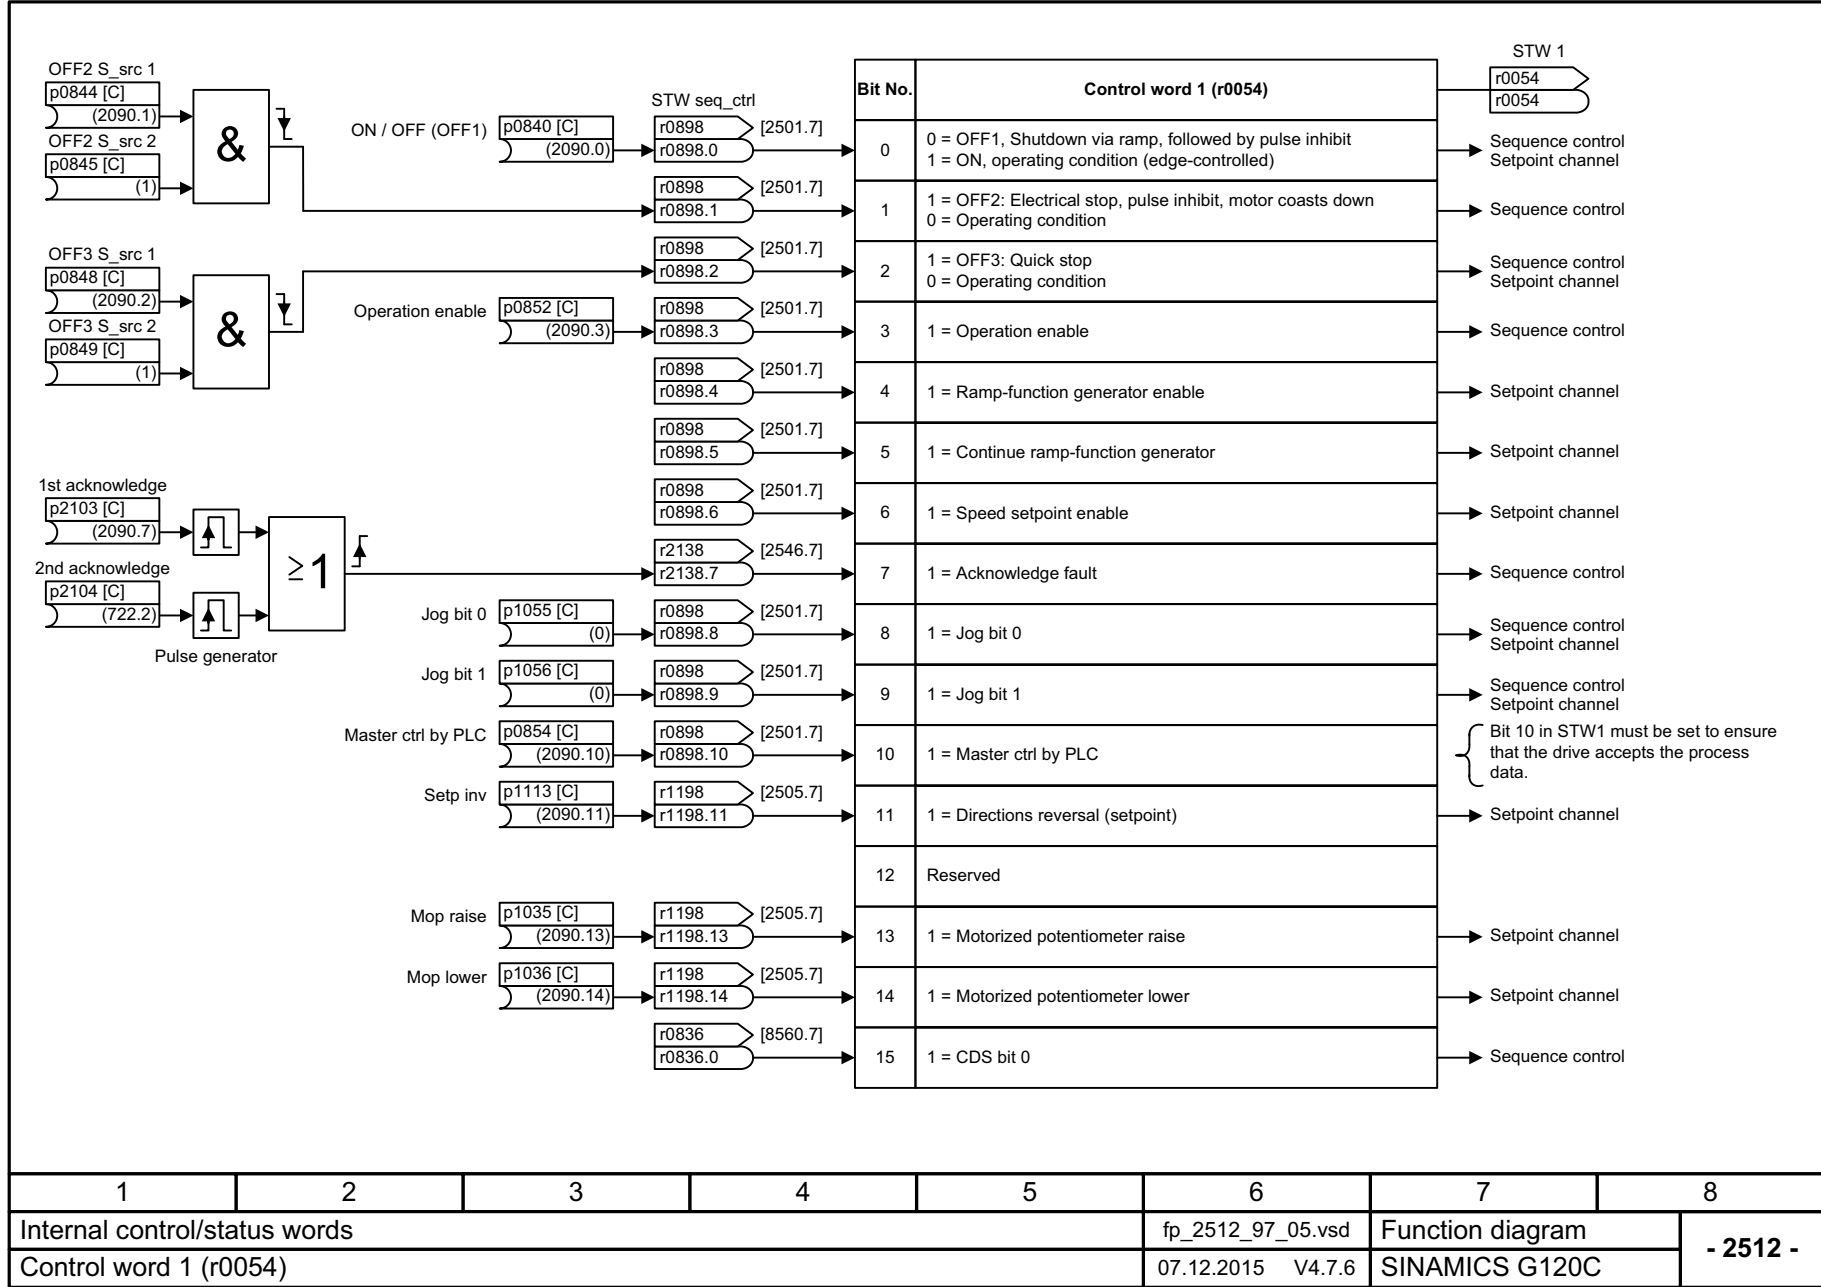 OFF2 S_src 1
p0844 [C]
(2090.1)
OFF2 S_src 2
p0845 [C]
(1)
&
OFF3 S_src 1
p0848 [C]
(2090.2)
OFF3 S_src 2
p0849 [C]
(1)
&
1st acknowledge
p2103 [C]
(2090.7)
2nd acknowledge
p2104 [C]
(722.2)
≥1
Pulse generator
STW seq_ctrl
STW 1
r0054
r0054
Bit No.
Control word 1 (r0054)
ON / OFF (OFF1)
p0840 [C]
(2090.0)
r0898
[2501.7]
r0898.0
0
0 = OFF1, Shutdown via ramp, followed by pulse inhibit
1 = ON, operating condition (edge-controlled)
Sequence control
Setpoint channel
r0898
[2501.7]
r0898.1
1
1 = OFF2: Electrical stop, pulse inhibit, motor coasts down
0 = Operating condition
Sequence control
r0898
[2501.7]
r0898.2
2
1 = OFF3: Quick stop
0 = Operating condition
Sequence control
Setpoint channel
Operation enable
p0852 [C]
(2090.3)
r0898
[2501.7]
r0898.3
3
1 = Operation enable
Sequence control
r0898
[2501.7]
r0898.4
4
1 = Ramp-function generator enable
Setpoint channel
r0898
[2501.7]
r0898.5
5
1 = Continue ramp-function generator
Setpoint channel
r0898
[2501.7]
r0898.6
6
1 = Speed setpoint enable
Setpoint channel
r2138
[2546.7]
r2138.7
7
1 = Acknowledge fault
Sequence control
Jog bit 0
p1055 [C]
(0)
r0898
[2501.7]
r0898.8
8
1 = Jog bit 0
Sequence control
Setpoint channel
Jog bit 1
p1056 [C]
(0)
r0898
[2501.7]
r0898.9
9
1 = Jog bit 1
Sequence control
Setpoint channel
Master ctrl by PLC
p0854 [C]
(2090.10)
r0898
[2501.7]
r0898.10
10
1 = Master ctrl by PLC
Bit 10 in STW1 must be set to ensure
that the drive accepts the process
data.
Setp inv
p1113 [C]
(2090.11)
r1198
[2505.7]
r1198.11
11
1 = Directions reversal (setpoint)
Setpoint channel
12
Reserved
Mop raise
p1035 [C]
(2090.13)
r1198
[2505.7]
r1198.13
13
1 = Motorized potentiometer raise
Setpoint channel
Mop lower
p1036 [C]
(2090.14)
r1198
[2505.7]
r1198.14
14
1 = Motorized potentiometer lower
Setpoint channel
r0836
[8560.7]
r0836.0
15
1 = CDS bit 0
Sequence control
1 2 3 4 5 6 7 8
Internal control/status words
fp_2512_97_05.vsd
Function diagram
- 2512 -
Control word 1 (r0054)
07.12.2015 V4.7.6
SINAMICS G120C